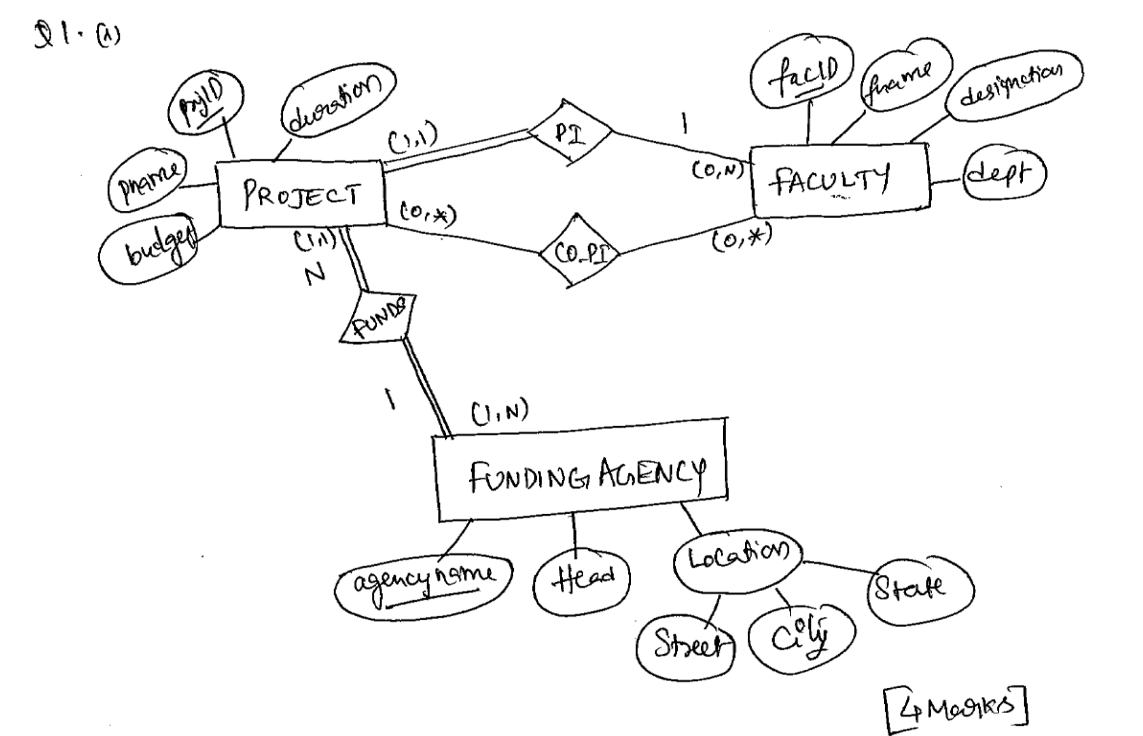 Q1. (i)
prjID
duration
pname
budget
PROJECT
(1,1)
PI
1
(0,N)
facID
fname
designation
FACULTY
dept
(0,*)
CO_PI
(0,*)
(1,1)
N
FUNDS
1
(1,N)
FUNDING AGENCY
agencyname
Head
Location
Street
City
State
[4 Marks]